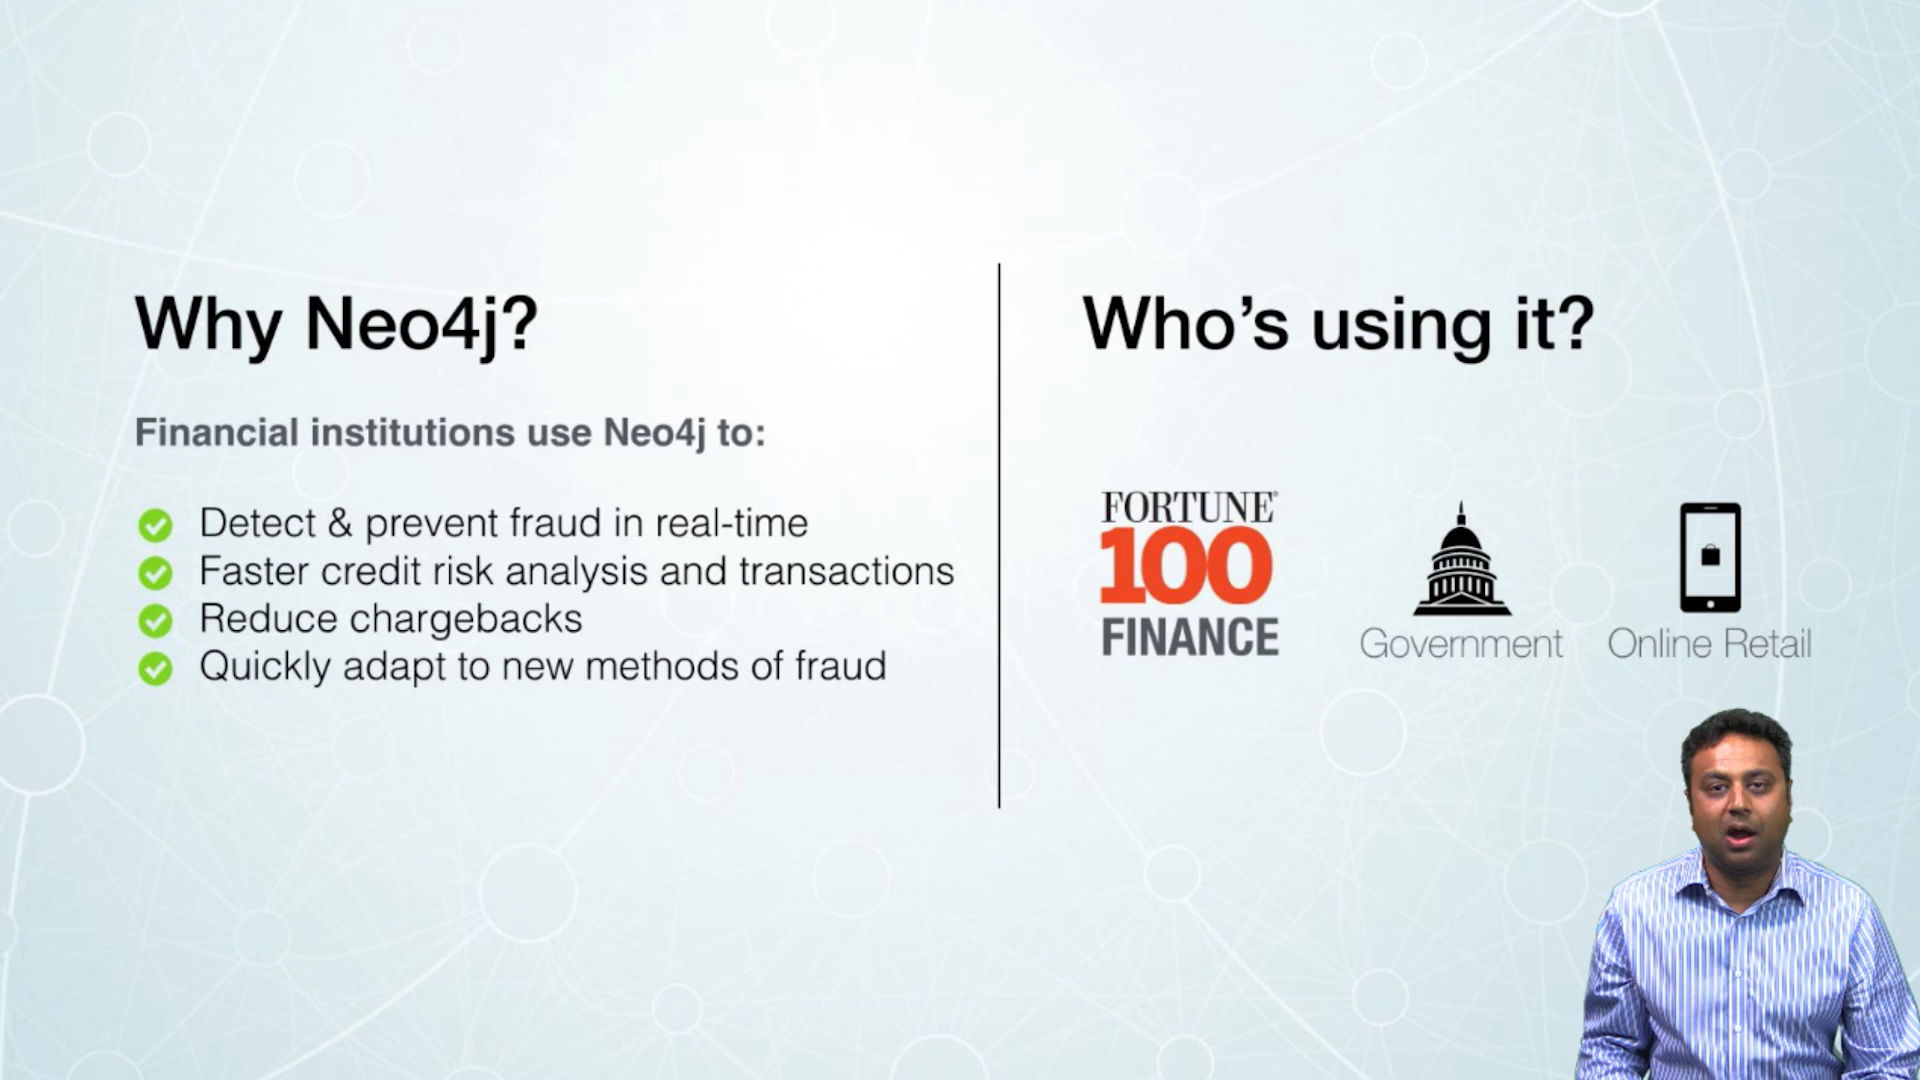 Why Neo4j?
Financial institutions use Neo4j to:
Detect & prevent fraud in real-time
Faster credit risk analysis and transactions
Reduce chargebacks
Quickly adapt to new methods of fraud
Who’s using it?
FORTUNE
100
FINANCE
Government
Online Retail